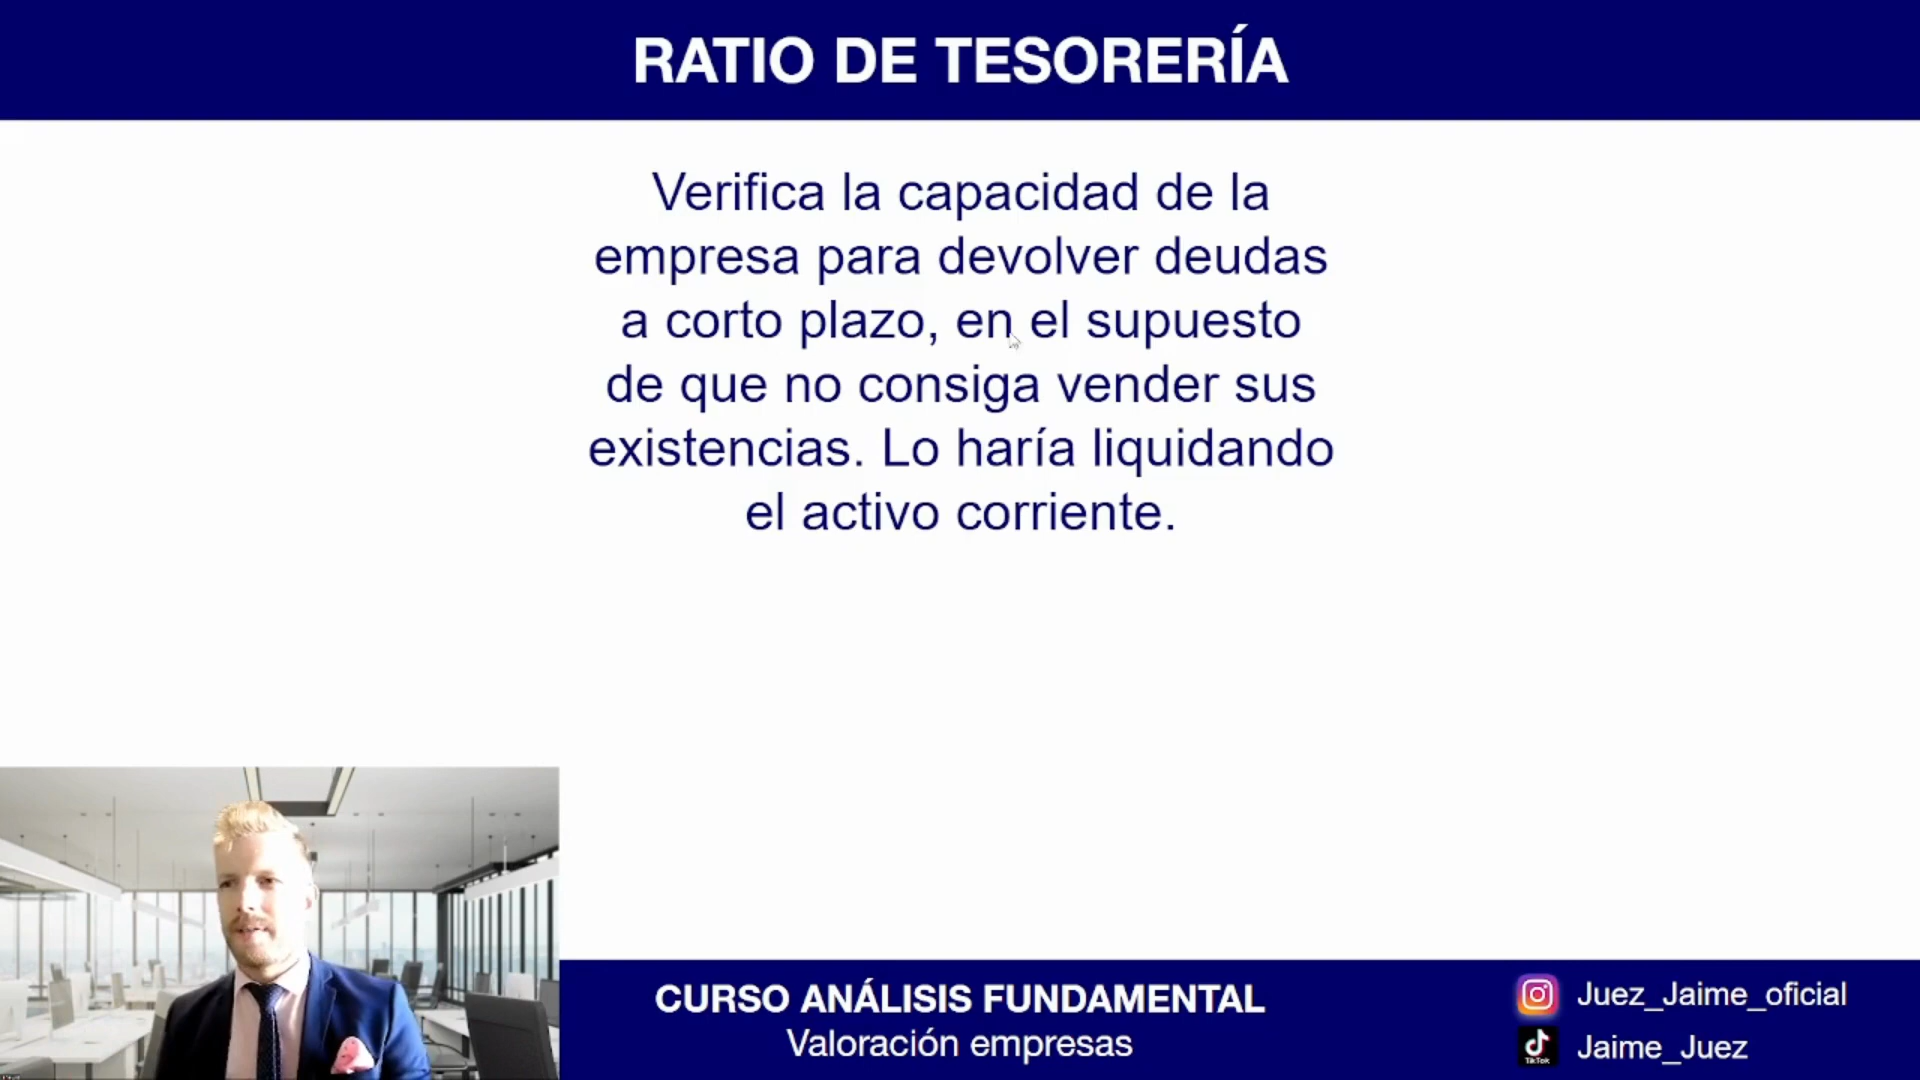 RATIO DE TESORERÍA
Verifica la capacidad de la
empresa para devolver deudas
a corto plazo, en el supuesto
de que no consiga vender sus
existencias. Lo haría liquidando
el activo corriente.
CURSO ANÁLISIS FUNDAMENTAL
Valoración empresas
Juez_Jaime_oficial
TikTok
Jaime_Juez